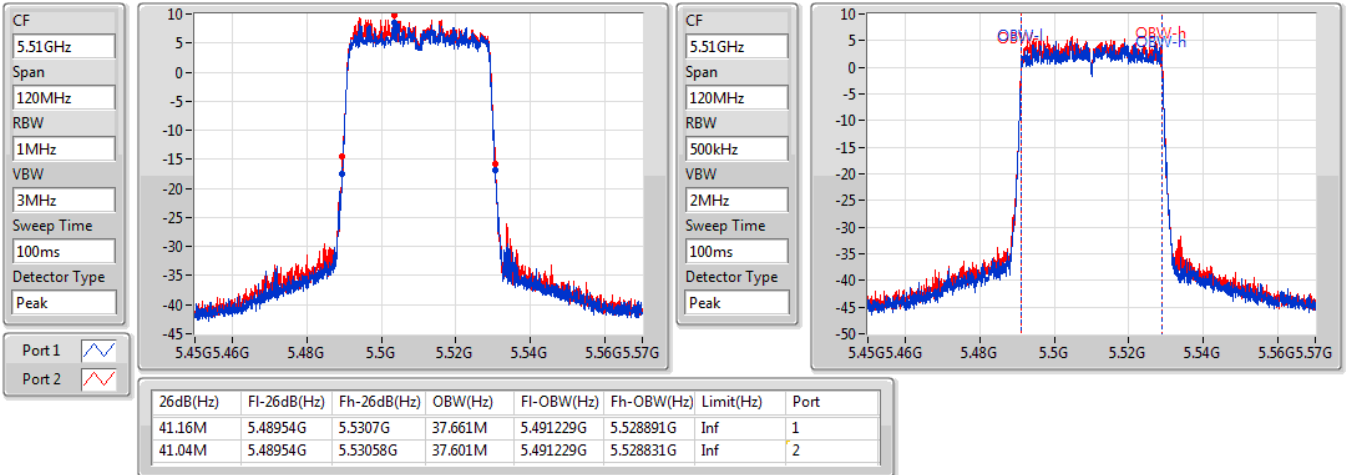 CF
5.51GHz
Span
120MHz
RBW
1MHz
VBW
3MHz
Sweep Time
100ms
Detector Type
Peak
Port 1
Port 2
10
5
0
-5
-10
-15
-20
-25
-30
-35
-40
-45
5.45G 5.46G 5.48G 5.5G 5.52G 5.54G 5.56G 5.57G
CF
5.51GHz
Span
120MHz
RBW
500kHz
VBW
2MHz
Sweep Time
100ms
Detector Type
Peak
10
5
0
-5
-10
-15
-20
-25
-30
-35
-40
-45
-50
OBW-l
OBW-h
OBW-h
5.45G 5.46G 5.48G 5.5G 5.52G 5.54G 5.56G 5.57G
26dB(Hz) Fl-26dB(Hz) Fh-26dB(Hz) OBW(Hz) Fl-OBW(Hz) Fh-OBW(Hz) Limit(Hz) Port
41.16M 5.48954G 5.5307G 37.661M 5.491229G 5.528891G Inf 1
41.04M 5.48954G 5.53058G 37.601M 5.491229G 5.528831G Inf 2